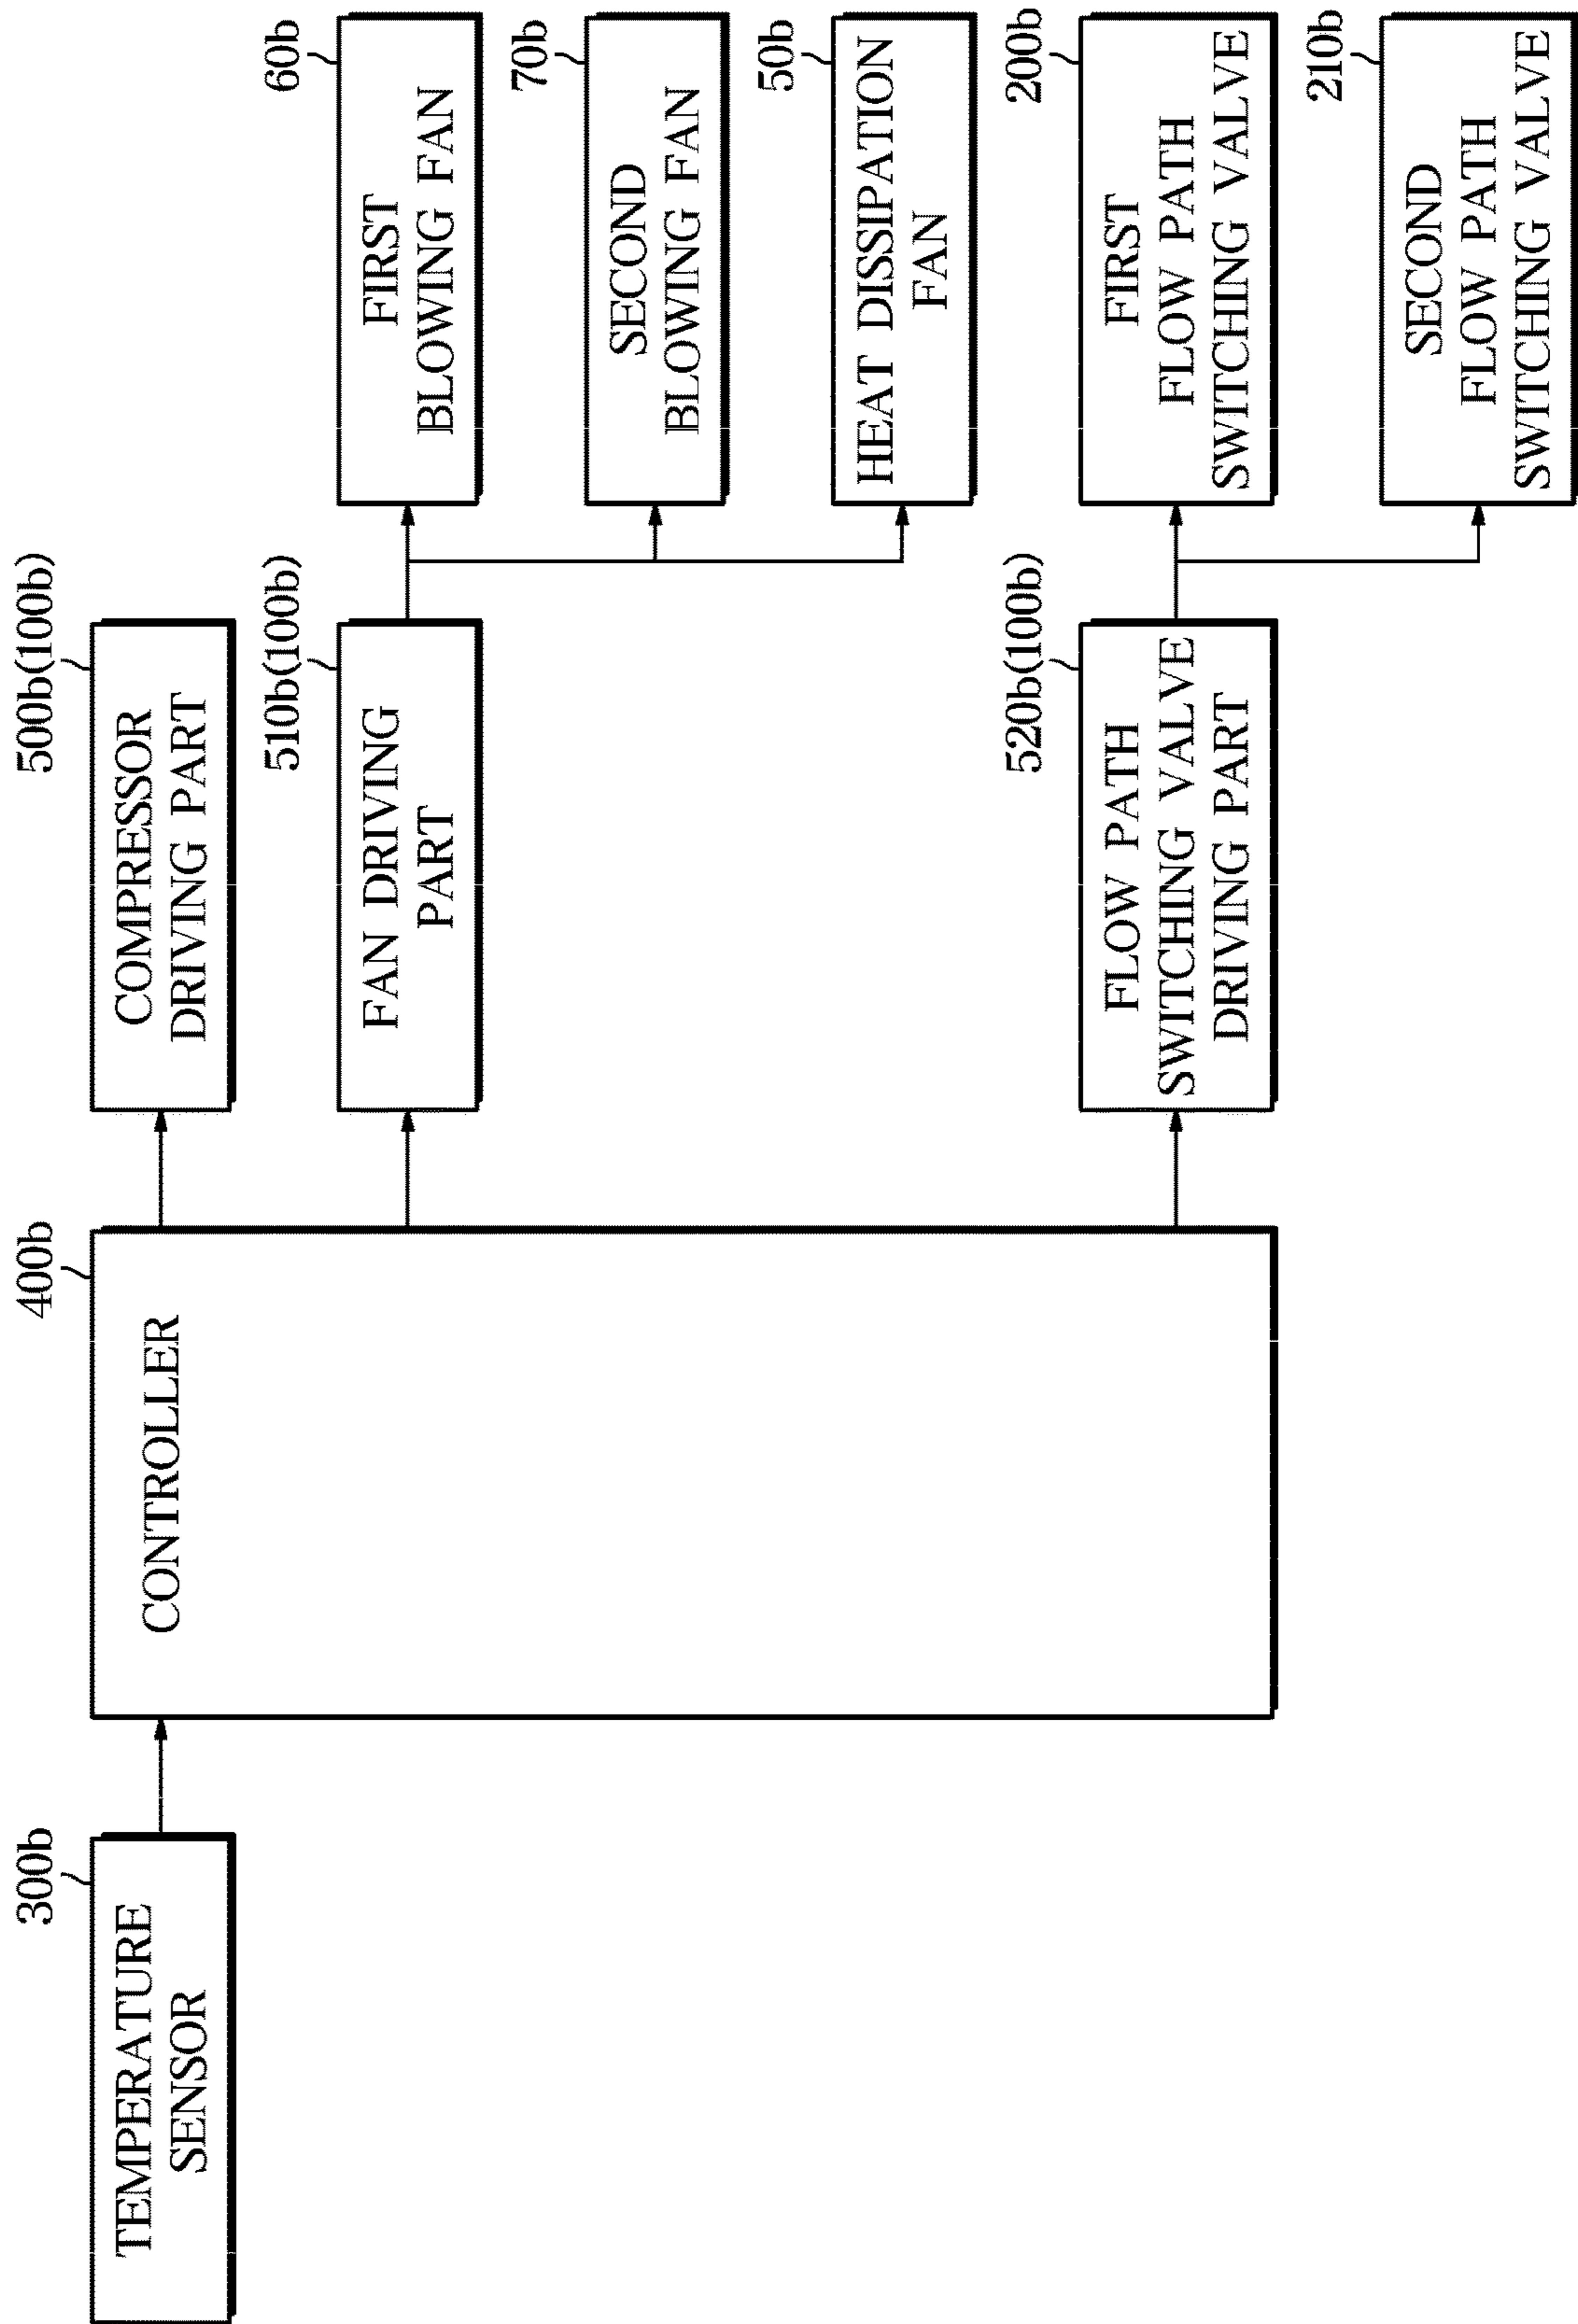 300b
TEMPERATURE
SENSOR
400b
CONTROLLER
500b(100b)
COMPRESSOR
DRIVING PART
510b(100b)
FAN DRIVING
PART
520b(100b)
FLOW PATH
SWITCHING VALVE
DRIVING PART
60b
FIRST
BLOWING FAN
70b
SECOND
BLOWING FAN
50b
HEAT DISSIPATION
FAN
200b
FIRST
FLOW PATH
SWITCHING VALVE
210b
SECOND
FLOW PATH
SWITCHING VALVE